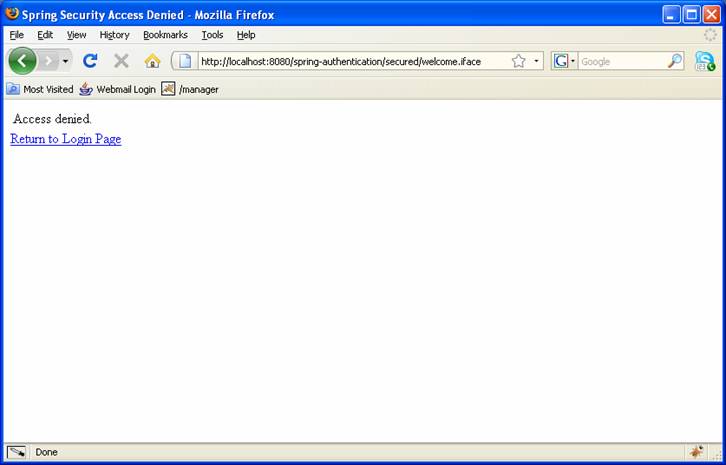 Spring Security Access Denied - Mozilla Firefox
File Edit View History Bookmarks Tools Help
http://localhost:8080/spring-authentication/secured/welcome.iface Google
Most Visited Webmail Login /manager
Access denied.
Return to Login Page
Done